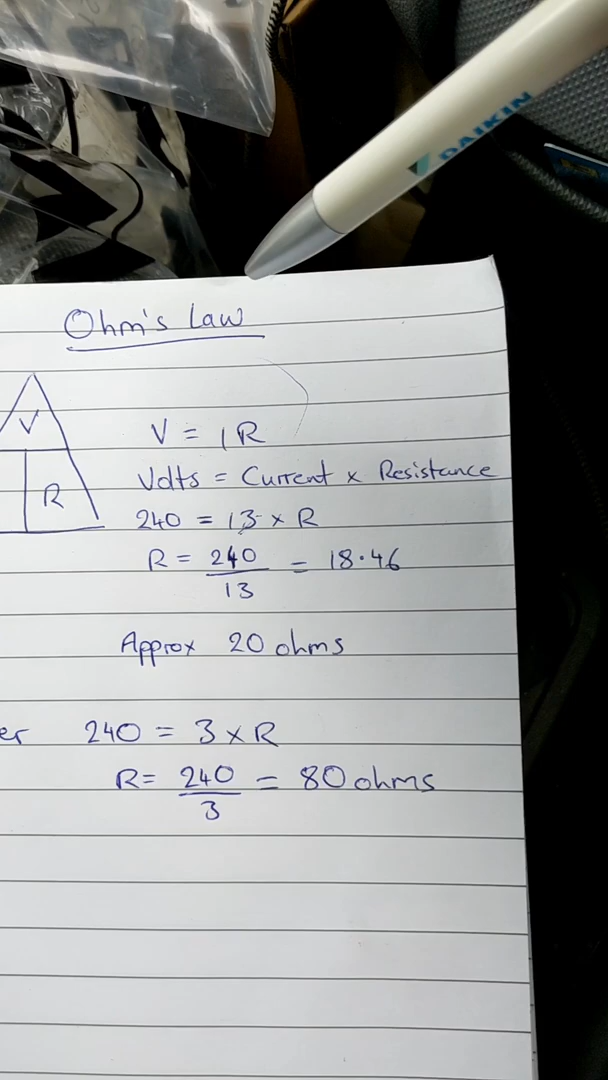 DAIKIN
Ohm's Law
V
R
V = IR
Volts = Current x Resistance
240 = 13 x R
R = 240/13 = 18.46
Approx 20 ohms
240 = 3 x R
R = 240/3 = 80 ohms